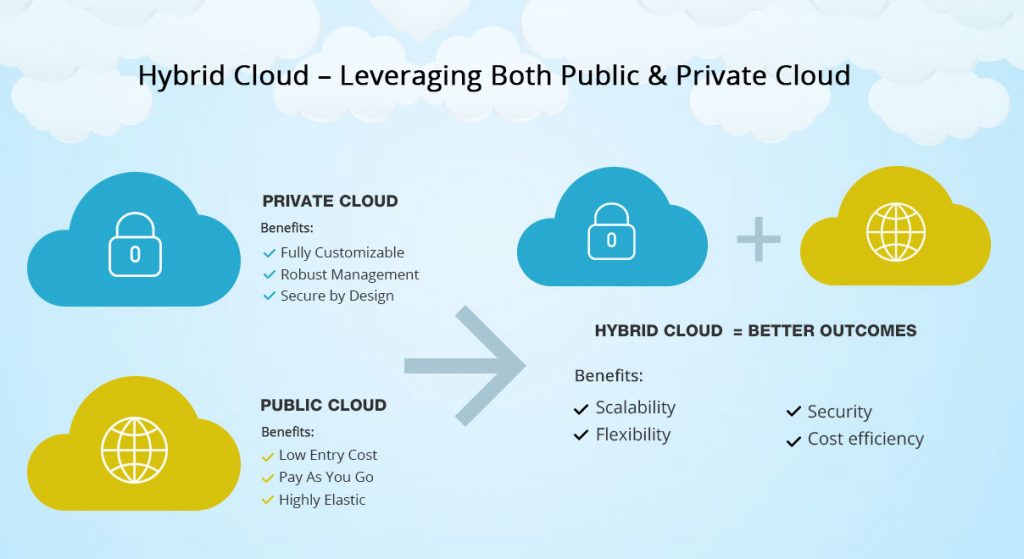 Hybrid Cloud – Leveraging Both Public & Private Cloud
PRIVATE CLOUD
Benefits:
Fully Customizable
Robust Management
Secure by Design
PUBLIC CLOUD
Benefits:
Low Entry Cost
Pay As You Go
Highly Elastic
HYBRID CLOUD = BETTER OUTCOMES
Benefits:
Scalability
Flexibility
Security
Cost efficiency